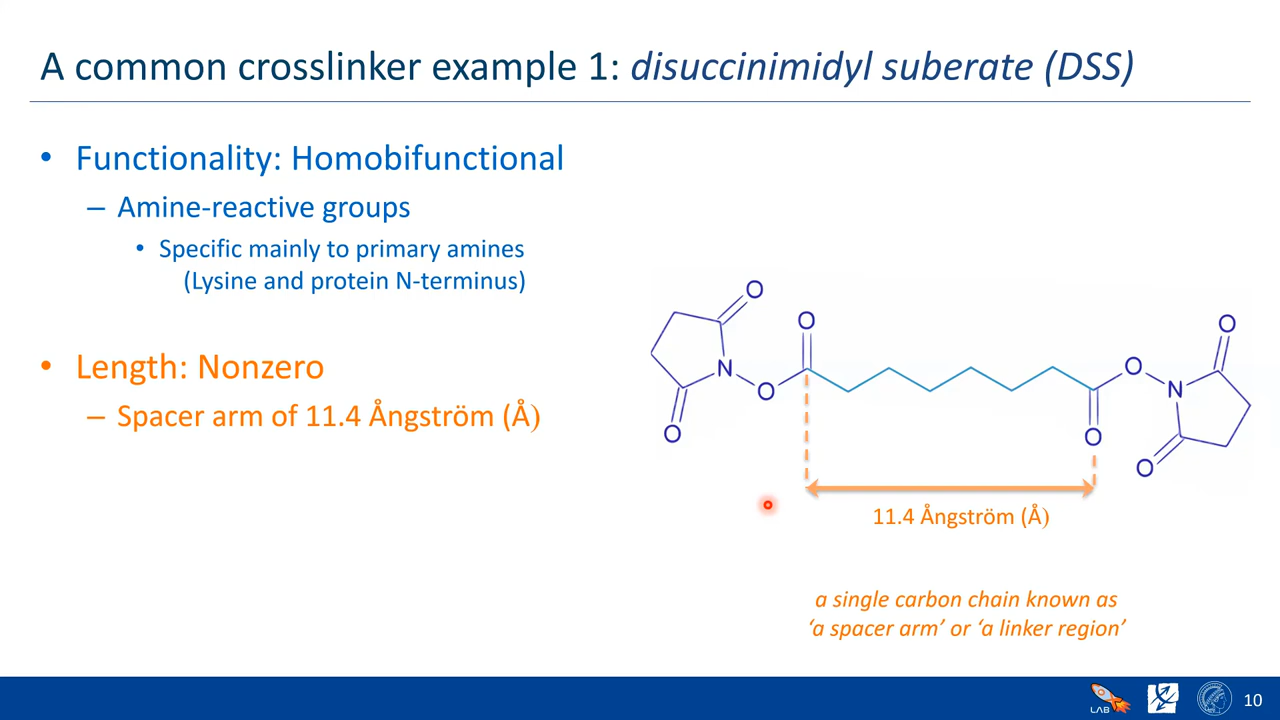 A common crosslinker example 1: disuccinimidyl suberate (DSS)
• Functionality: Homobifunctional
– Amine-reactive groups
• Specific mainly to primary amines
(Lysine and protein N-terminus)
• Length: Nonzero
– Spacer arm of 11.4 Ångström (Å)
O
O
O
O
N
O
O
N
O
O
11.4 Ångström (Å)
a single carbon chain known as
‘a spacer arm’ or ‘a linker region’
LAB
10